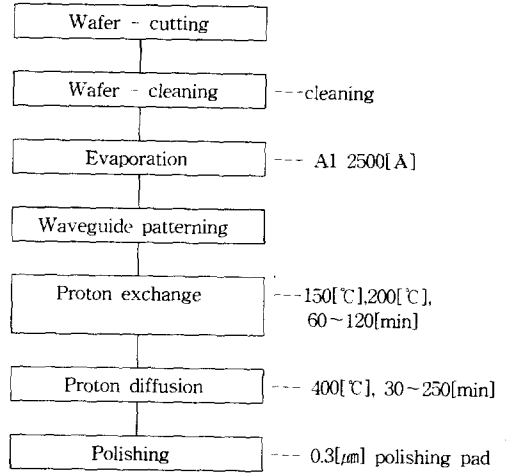 Wafer - cutting
Wafer - cleaning ---cleaning
Evaporation --- Al 2500[Å]
Waveguide patterning
Proton exchange ---150[℃],200[℃],
60~120[min]
Proton diffusion --- 400[℃], 30~250[min]
Polishing --- 0.3[㎛] polishing pad